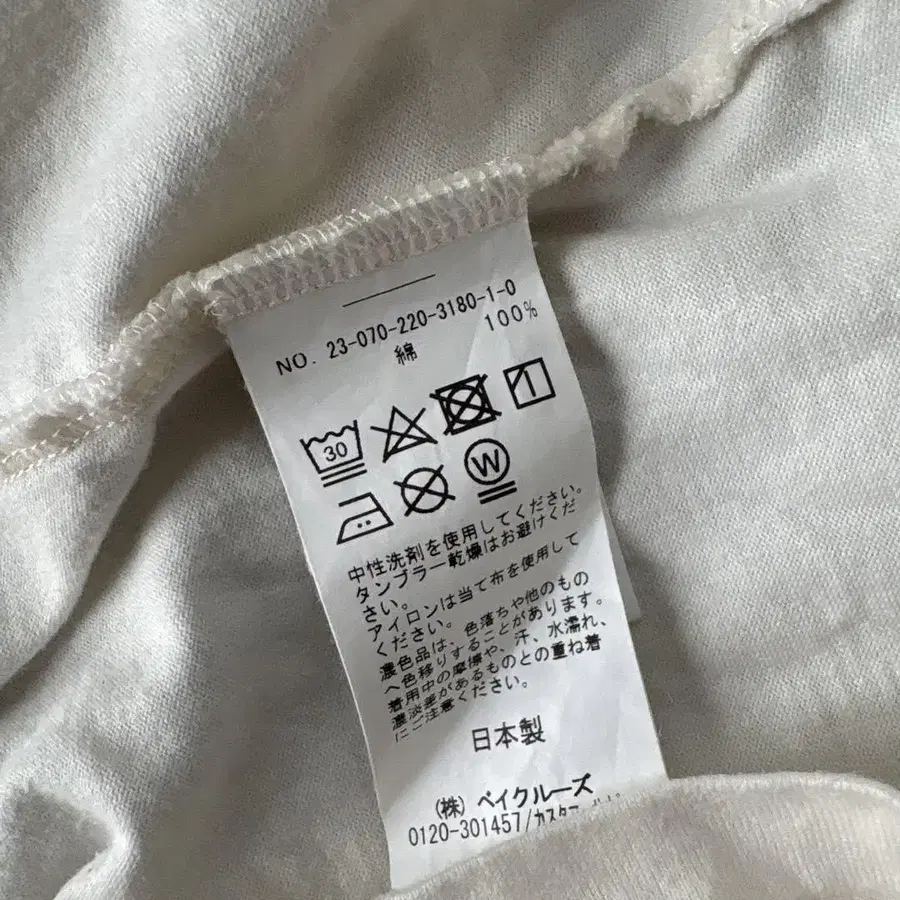 NO. 23-070-220-3180-1-0
綿 100%
30
W
中性洗剤を使用してください。
タンブラー乾燥はお避けくだ
さい。
アイロンは当て布を使用して
ください。
濃色品は、色落ちや他のもの
へ色移りすることがあります。
着用中の摩擦や、汗、水濡れ、
濃淡差があるものとの重ね着
にご注意ください。
日本製
(株) ベイクルーズ
0120-301457/カスタ